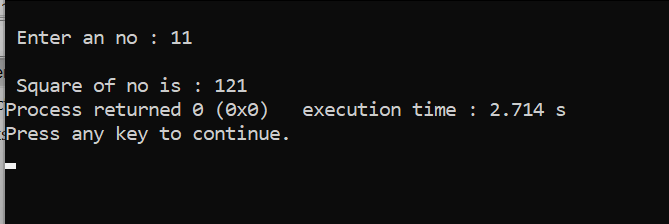 Enter an no : 11
Square of no is : 121
Process returned 0 (0x0)   execution time : 2.714 s
Press any key to continue.